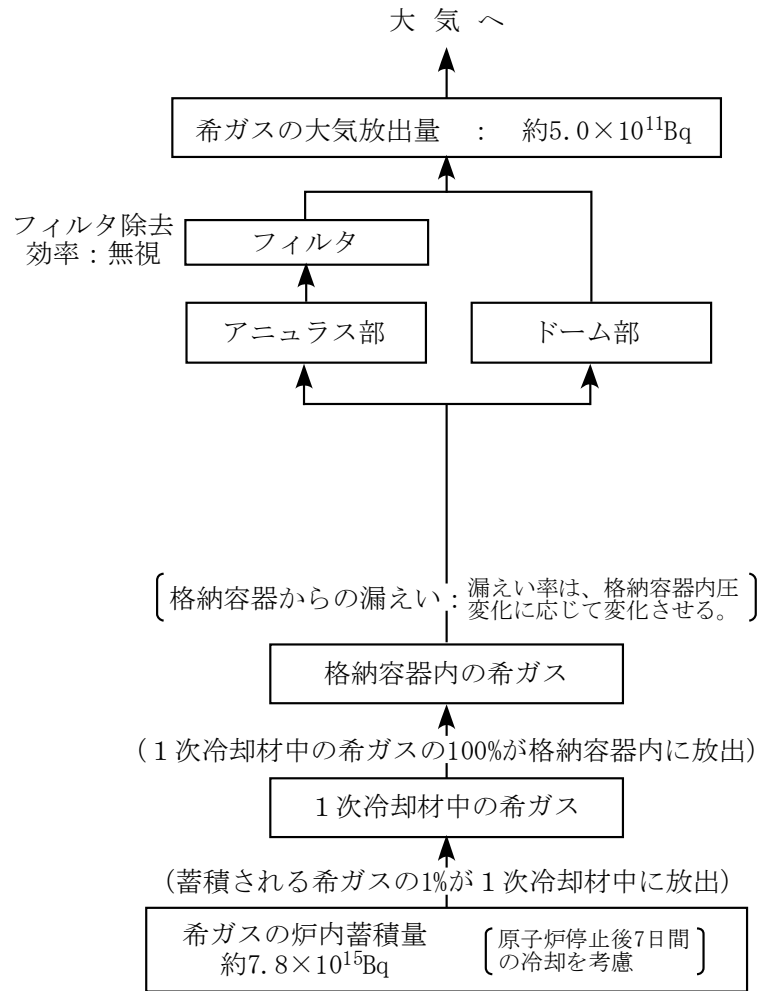 大 気 へ
希ガスの大気放出量 : 約5.0×10¹¹Bq
フィルタ除去
効率:無視
フィルタ
アニュラス部
ドーム部
格納容器からの漏えい:漏えい率は、格納容器内圧
変化に応じて変化させる。
格納容器内の希ガス
(1次冷却材中の希ガスの100%が格納容器内に放出)
1次冷却材中の希ガス
(蓄積される希ガスの1%が1次冷却材中に放出)
希ガスの炉内蓄積量
約7.8×10¹⁵Bq
原子炉停止後7日間
の冷却を考慮